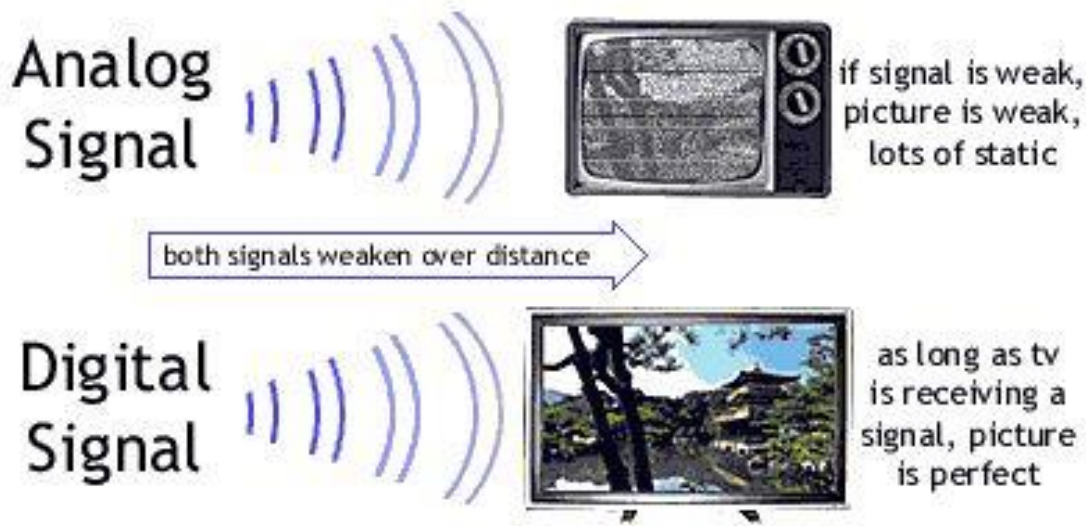 Analog
Signal
if signal is weak,
picture is weak,
lots of static
both signals weaken over distance
Digital
Signal
as long as tv
is receiving a
signal, picture
is perfect